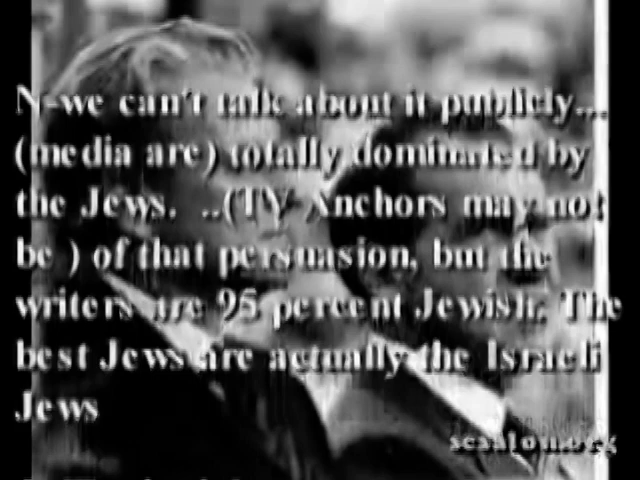 N-we can't talk about it publicly...
(media are) totally dominated by
the Jews. ..(TV Anchors may not
be ) of that persuasion, but the
writers are 95 percent Jewish. The
best Jews are actually the Israeli
Jews